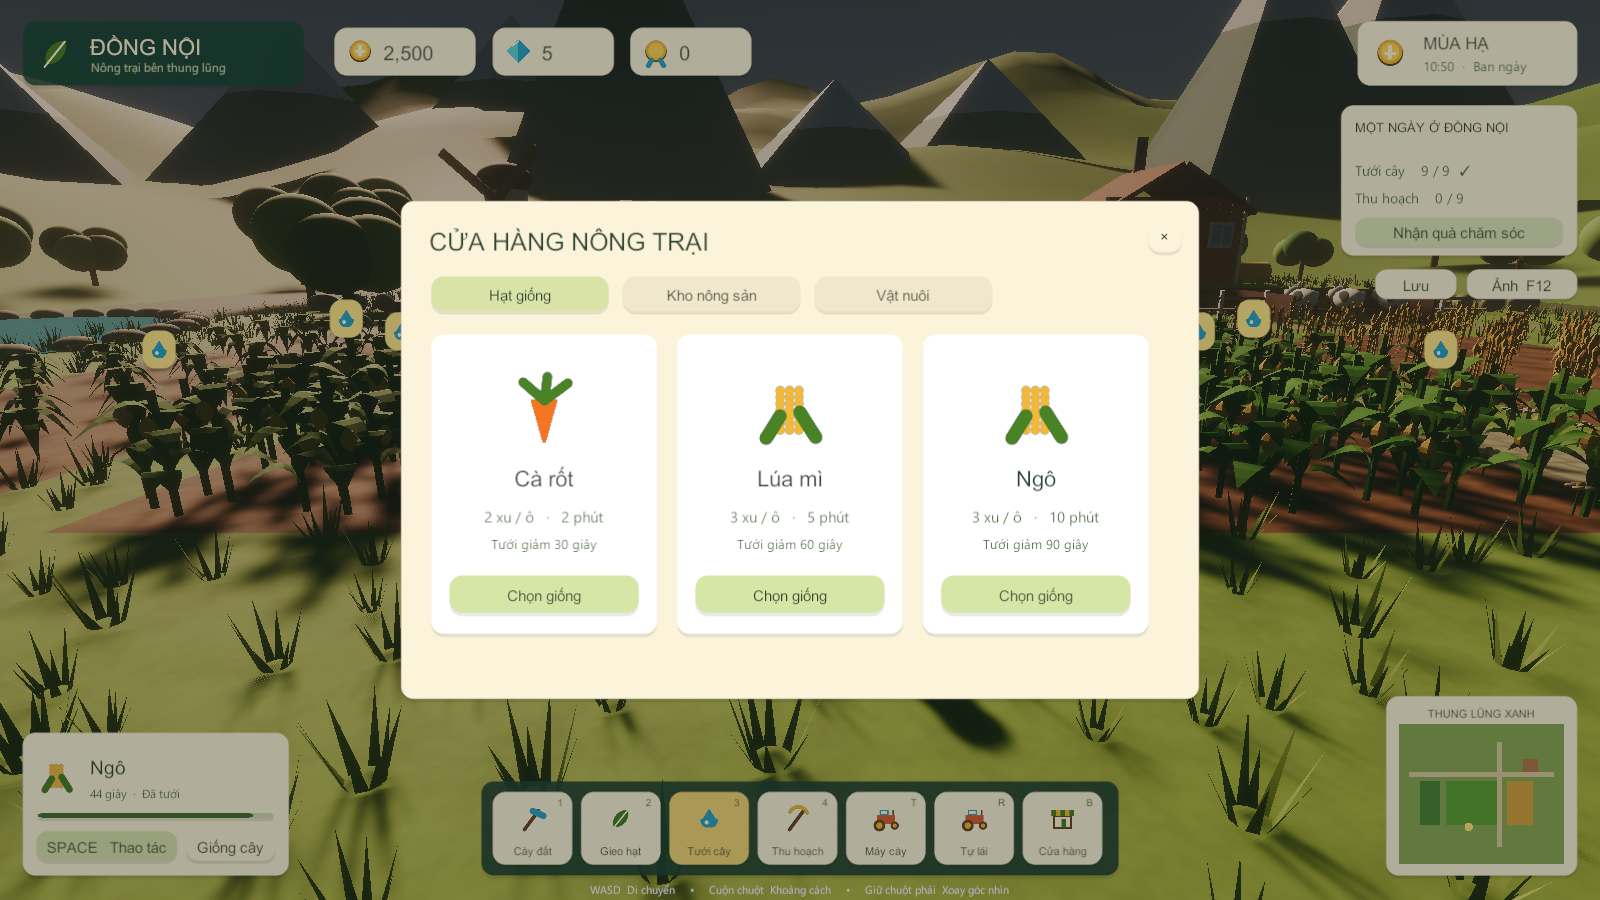 ĐỒNG NỘI
Nông trại bên thung lũng
2,500
5
0
MÙA HẠ
10:50 · Ban ngày
MỘT NGÀY Ở ĐỒNG NỘI
Tưới cây 9 / 9 ✓
Thu hoạch 0 / 9
Nhận quà chăm sóc
Lưu
Ảnh F12
CỬA HÀNG NÔNG TRẠI
×
Hạt giống
Kho nông sản
Vật nuôi
Cà rốt
2 xu / ô · 2 phút
Tưới giảm 30 giây
Chọn giống
Lúa mì
3 xu / ô · 5 phút
Tưới giảm 60 giây
Chọn giống
Ngô
3 xu / ô · 10 phút
Tưới giảm 90 giây
Chọn giống
Ngô
44 giây · Đã tưới
SPACE Thao tác
Giống cây
1
Cày đất
2
Gieo hạt
3
Tưới cây
4
Thu hoạch
T
Máy cày
R
Tự lái
B
Cửa hàng
WASD Di chuyển • Cuộn chuột Khoảng cách • Giữ chuột phải Xoay góc nhìn
THUNG LŨNG XANH